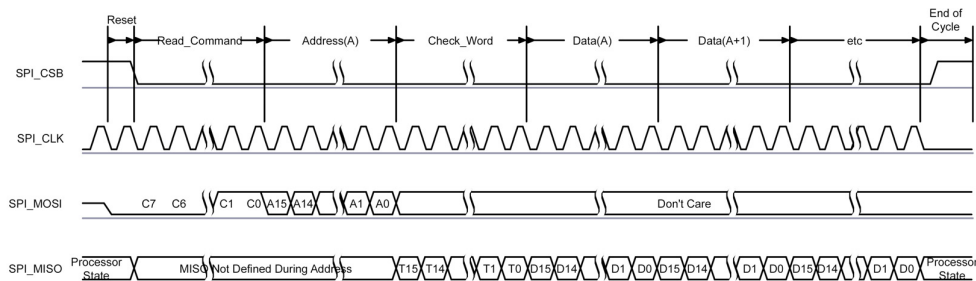 Reset
End of
Cycle
Read_Command Address(A) Check_Word Data(A) Data(A+1) etc
SPI_CSB
SPI_CLK
SPI_MOSI C7 C6 C1 C0 A15 A14 A1 A0 Don't Care
SPI_MISO Processor State MISO Not Defined During Address T15 T14 T1 T0 D15 D14 D1 D0 D15 D14 D1 D0 D15 D14 D1 D0 Processor State